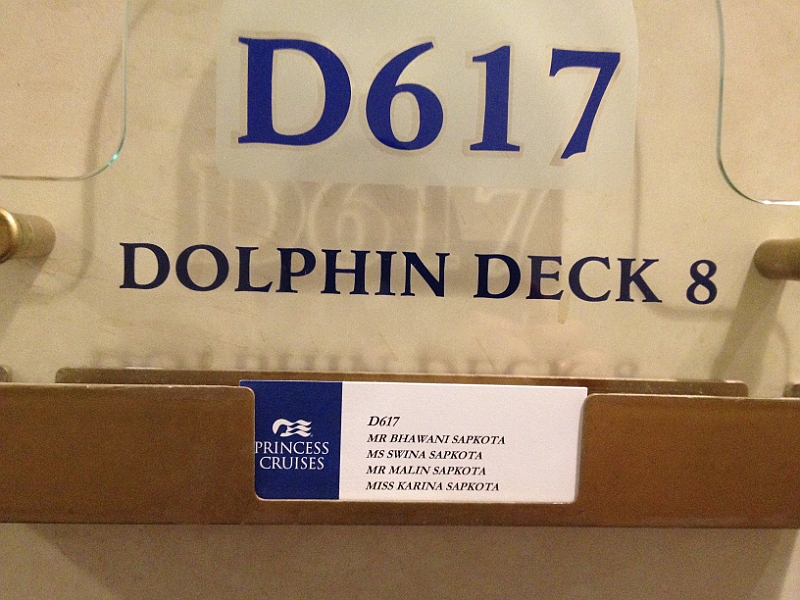 D617
DOLPHIN DECK 8
PRINCESS
CRUISES
D617
MR BHAWANI SAPKOTA
MS SWINA SAPKOTA
MR MALIN SAPKOTA
MISS KARINA SAPKOTA